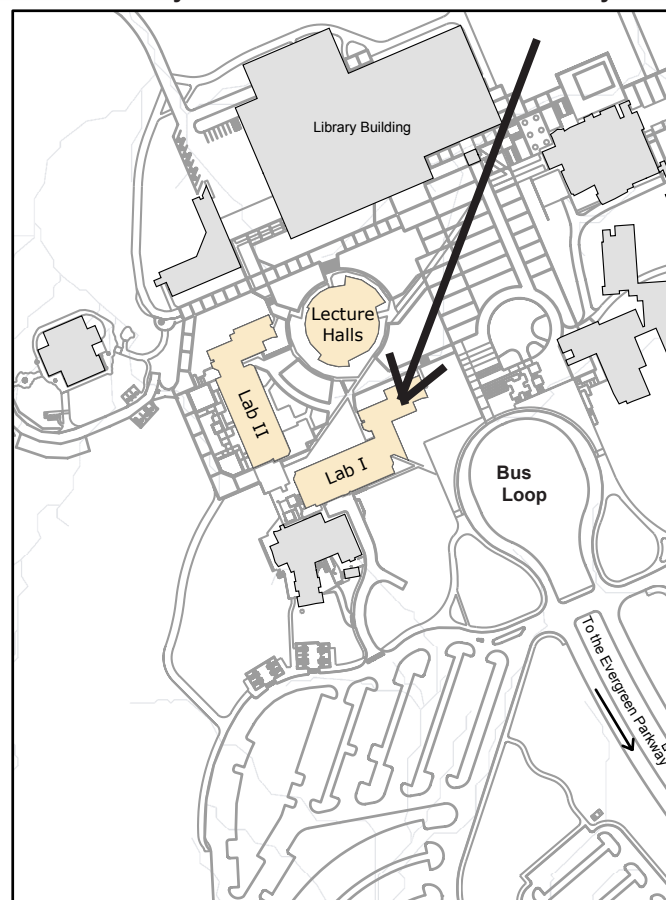 Library Building
Lecture
Halls
Lab II
Lab I
Bus
Loop
To the Evergreen Parkway